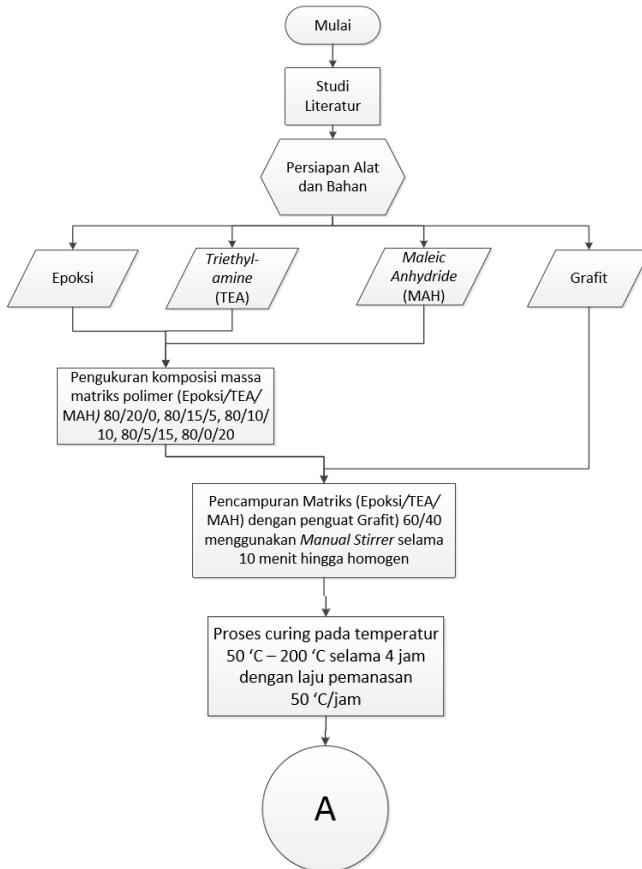 Mulai
Studi
Literatur
Persiapan Alat
dan Bahan
Epoksi
Triethyl-
amine
(TEA)
Maleic
Anhydride
(MAH)
Grafit
Pengukuran komposisi massa
matriks polimer (Epoksi/TEA/
MAH) 80/20/0, 80/15/5, 80/10/
10, 80/5/15, 80/0/20
Pencampuran Matriks (Epoksi/TEA/
MAH) dengan penguat Grafit) 60/40
menggunakan Manual Stirrer selama
10 menit hingga homogen
Proses curing pada temperatur
50 ‘C – 200 ‘C selama 4 jam
dengan laju pemanasan
50 ‘C/jam
A